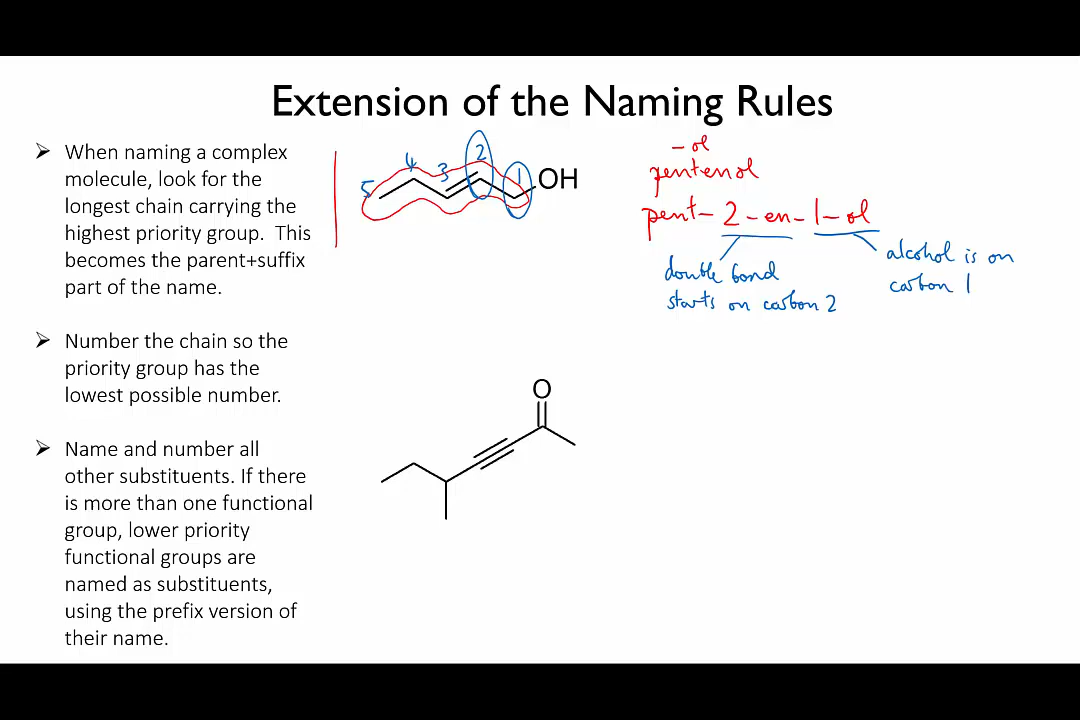 Extension of the Naming Rules
➢ When naming a complex
molecule, look for the
longest chain carrying the
highest priority group. This
becomes the parent+suffix
part of the name.
➢ Number the chain so the
priority group has the
lowest possible number.
➢ Name and number all
other substituents. If there
is more than one functional
group, lower priority
functional groups are
named as substituents,
using the prefix version of
their name.
5 4 3 2 1 OH
-ol
pentenol
pent-2-en-1-ol
double bond
starts on carbon 2
alcohol is on
carbon 1
O